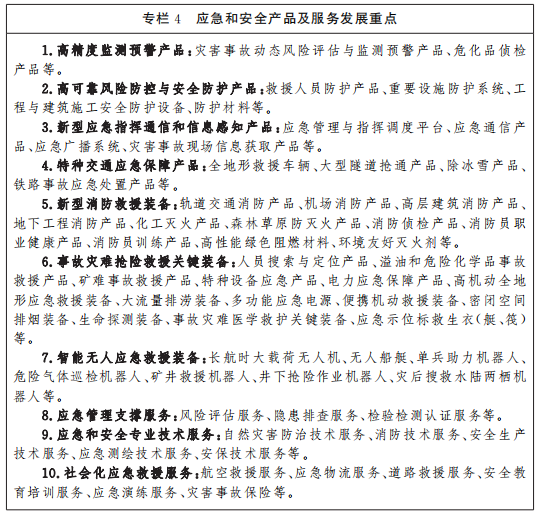 专栏 4 应急和安全产品及服务发展重点
1.高精度监测预警产品:灾害事故动态风险评估与监测预警产品、危化品侦检
产品等。
2.高可靠风险防控与安全防护产品:救援人员防护产品、重要设施防护系统、工
程与建筑施工安全防护设备、防护材料等。
3.新型应急指挥通信和信息感知产品:应急管理与指挥调度平台、应急通信产
品、应急广播系统、灾害事故现场信息获取产品等。
4.特种交通应急保障产品:全地形救援车辆、大型隧道抢通产品、除冰雪产品、
铁路事故应急处置产品等。
5.新型消防救援装备:轨道交通消防产品、机场消防产品、高层建筑消防产品、
地下工程消防产品、化工灭火产品、森林草原防灭火产品、消防侦检产品、消防员职
业健康产品、消防员训练产品、高性能绿色阻燃材料、环境友好灭火剂等。
6.事故灾难抢险救援关键装备:人员搜索与定位产品、溢油和危险化学品事故
救援产品、矿难事故救援产品、特种设备应急产品、电力应急保障产品、高机动全地
形应急救援装备、大流量排涝装备、多功能应急电源、便携机动救援装备、密闭空间
排烟装备、生命探测装备、事故灾难医学救护关键装备、应急示位标救生衣(艇、筏)
等。
7.智能无人应急救援装备:长航时大载荷无人机、无人船艇、单兵助力机器人、
危险气体巡检机器人、矿井救援机器人、井下抢险作业机器人、灾后搜救水陆两栖机
器人等。
8.应急管理支撑服务:风险评估服务、隐患排查服务、检验检测认证服务等。
9.应急和安全专业技术服务:自然灾害防治技术服务、消防技术服务、安全生产
技术服务、应急测绘技术服务、安保技术服务等。
10.社会化应急救援服务:航空救援服务、应急物流服务、道路救援服务、安全教
育培训服务、应急演练服务、灾害事故保险等。